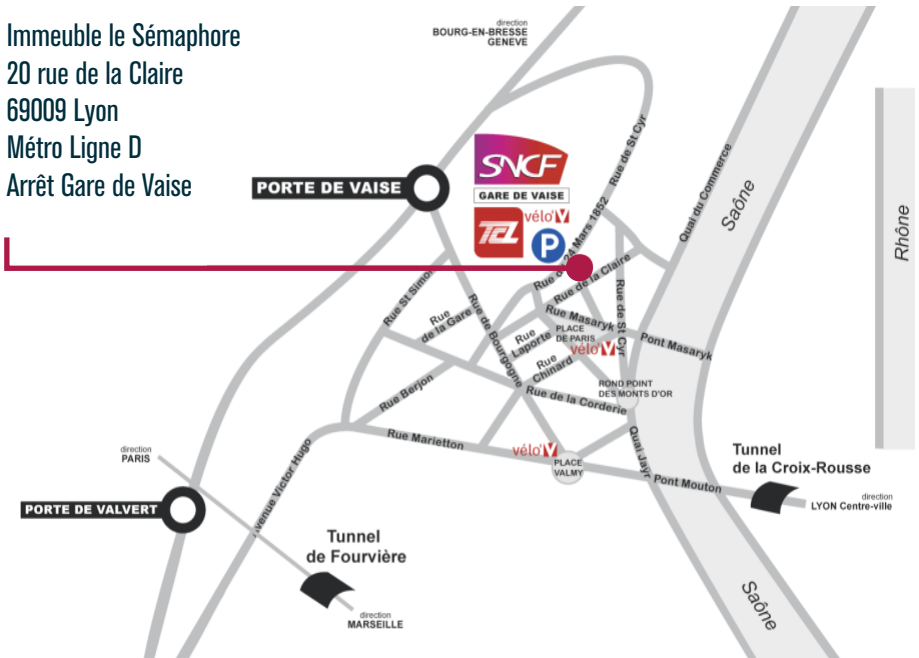 Immeuble le Sémaphore
20 rue de la Claire
69009 Lyon
Métro Ligne D
Arrêt Gare de Vaise
direction
BOURG-EN-BRESSE
GENEVE
PORTE DE VAISE
SNCF
GARE DE VAISE
TCL
vélo'V
P
Rue de St Cyr
Rue du 24 Mars 1852
Quai du Commerce
Saône
Rhône
Rue de la Claire
Rue St Simon
Rue
de la Gare
Rue de Bourgogne
Rue Masaryk
Rue de St Cyr
PLACE
DE PARIS
vélo'V
Pont Masaryk
Rue
Laporte
Rue
Chinard
ROND POINT
DES MONTS D'OR
Rue Berjon
Rue de la Corderie
Rue Marietton
Avenue Victor Hugo
vélo'V
PLACE
VALMY
Quai Jayr
Pont Mouton
Tunnel
de la Croix-Rousse
direction
LYON Centre-ville
direction
PARIS
PORTE DE VALVERT
Tunnel
de Fourvière
direction
MARSEILLE
Saône